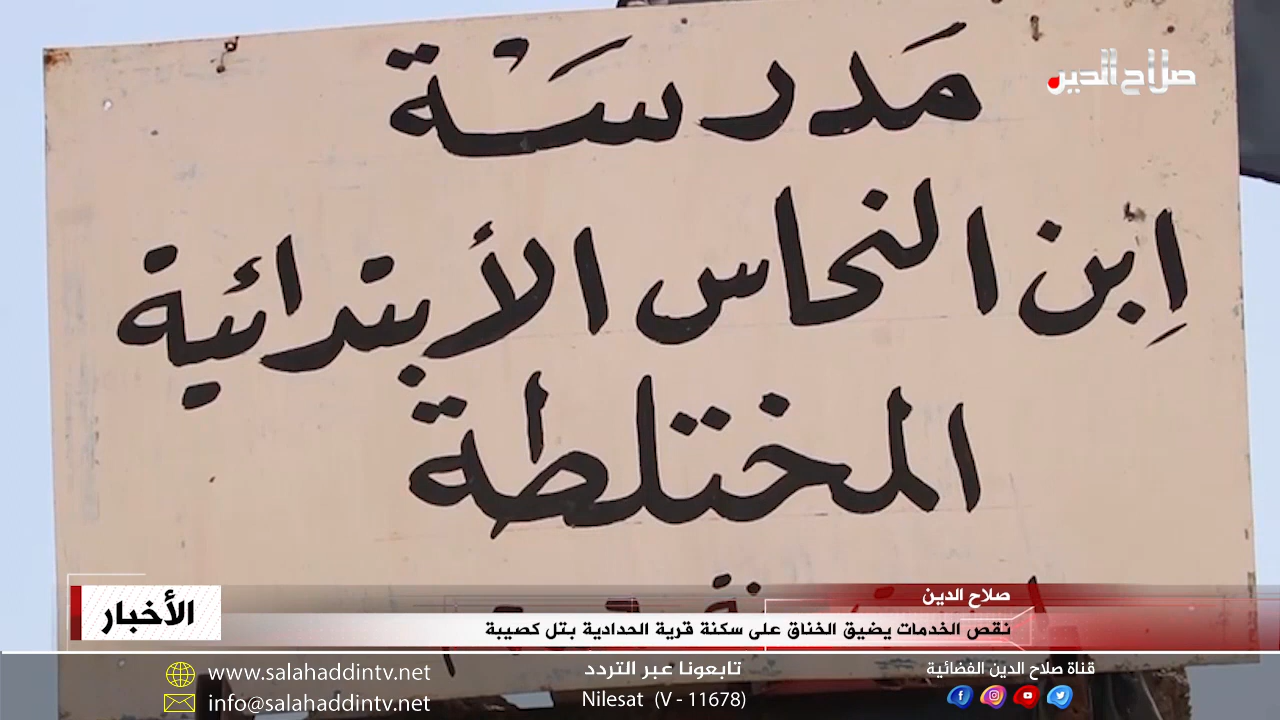 صلاح الدين
مَدرسَة
اِبن النحاس الأبتدائية
المختلطة
الأخبار
صلاح الدين
نقص الخدمات يضيق الخناق على سكنة قرية الحدادية بتل كصيبة
قناة صلاح الدين الفضائية
تابعونا عبر التردد
Nilesat (V - 11678)
www.salahaddintv.net
info@salahaddintv.net